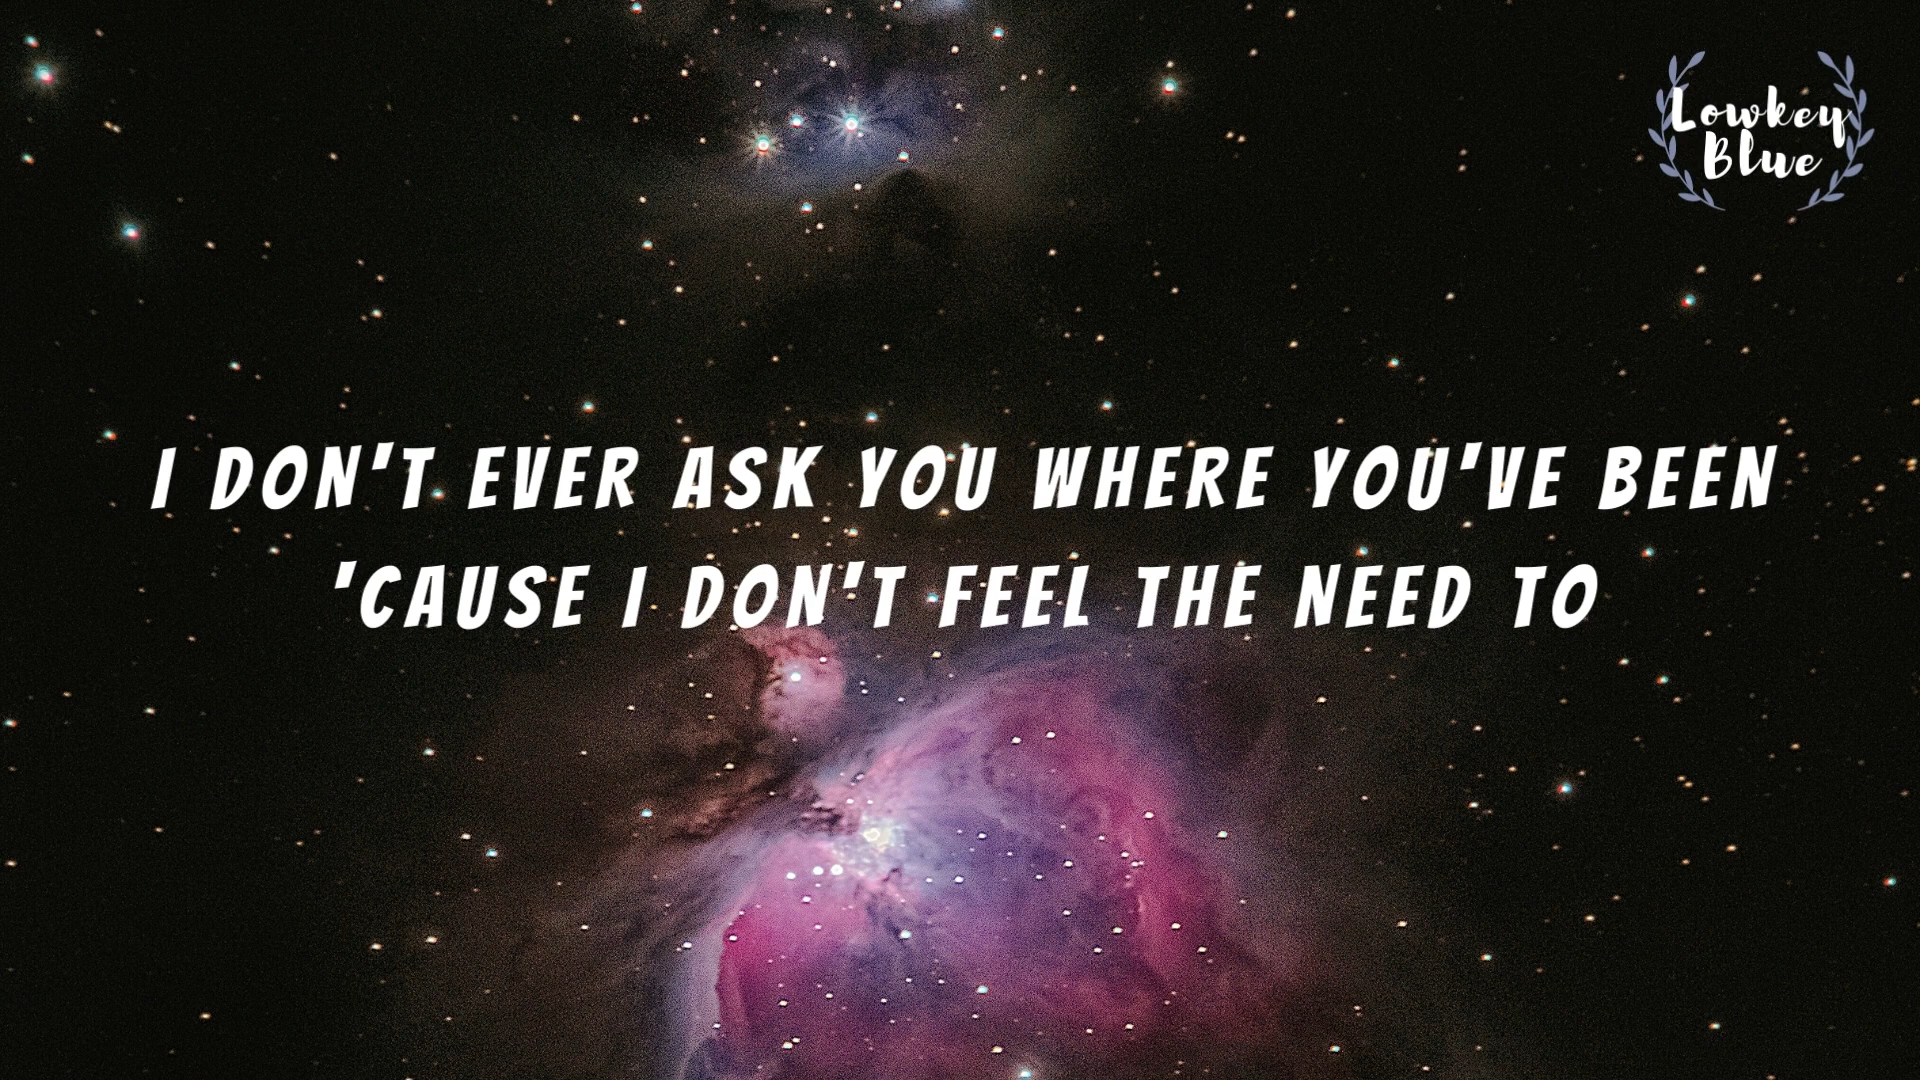 Lowkey
Blue
I DON'T EVER ASK YOU WHERE YOU'VE BEEN
'CAUSE I DON'T FEEL THE NEED TO